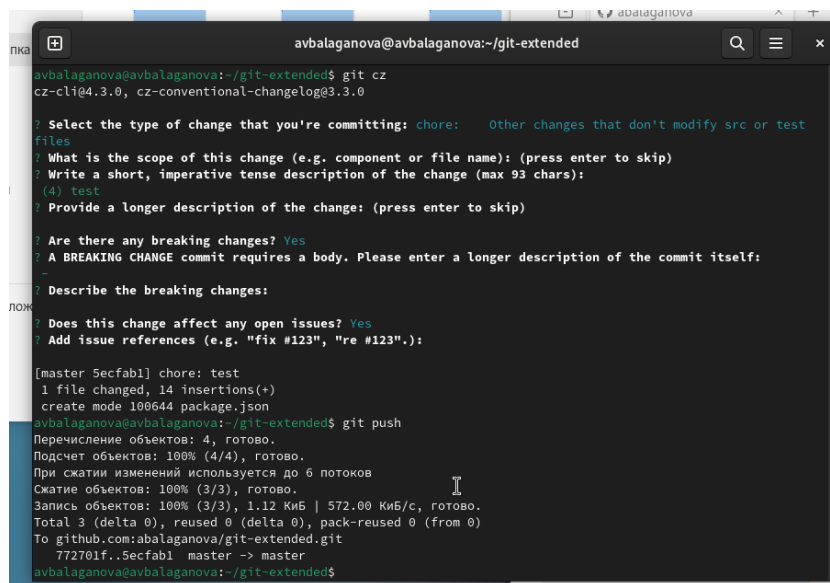 abalaganova
пка
avbalaganova@avbalaganova:~/git-extended
avbalaganova@avbalaganova:~/git-extended$ git cz
cz-cli@4.3.0, cz-conventional-changelog@3.3.0
? Select the type of change that you're committing: chore:    Other changes that don't modify src or test
files
? What is the scope of this change (e.g. component or file name): (press enter to skip)
? Write a short, imperative tense description of the change (max 93 chars):
(4) test
? Provide a longer description of the change: (press enter to skip)
? Are there any breaking changes? Yes
? A BREAKING CHANGE commit requires a body. Please enter a longer description of the commit itself:
-
? Describe the breaking changes:
лож
? Does this change affect any open issues? Yes
? Add issue references (e.g. "fix #123", "re #123".):
[master 5ecfab1] chore: test
1 file changed, 14 insertions(+)
create mode 100644 package.json
avbalaganova@avbalaganova:~/git-extended$ git push
Перечисление объектов: 4, готово.
Подсчет объектов: 100% (4/4), готово.
При сжатии изменений используется до 6 потоков
Сжатие объектов: 100% (3/3), готово.
Запись объектов: 100% (3/3), 1.12 КиБ | 572.00 КиБ/с, готово.
Total 3 (delta 0), reused 0 (delta 0), pack-reused 0 (from 0)
To github.com:abalaganova/git-extended.git
772701f..5ecfab1  master -> master
avbalaganova@avbalaganova:~/git-extended$